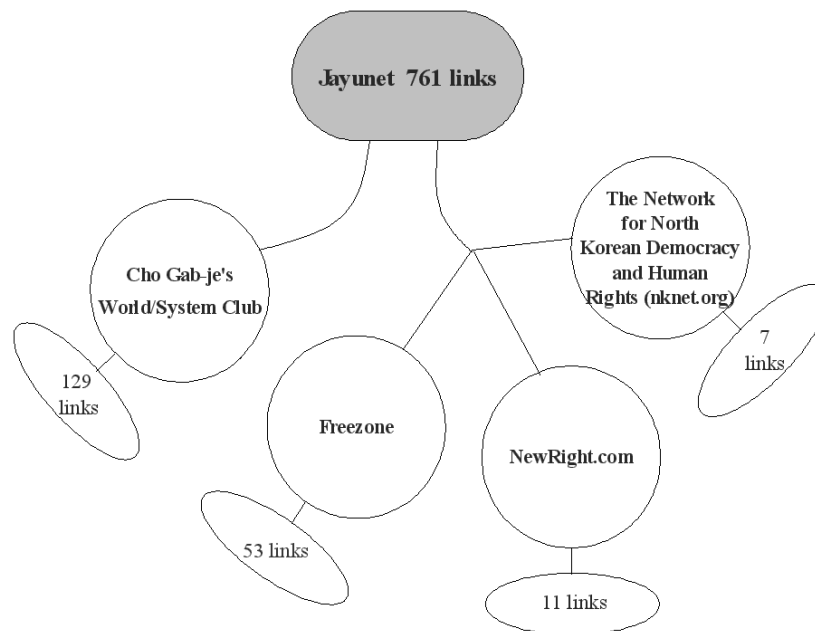 Jayunet 761 links
Cho Gab-je's
World/System Club
129
links
Freezone
53 links
NewRight.com
11 links
The Network
for North
Korean Democracy
and Human
Rights (nknet.org)
7
links